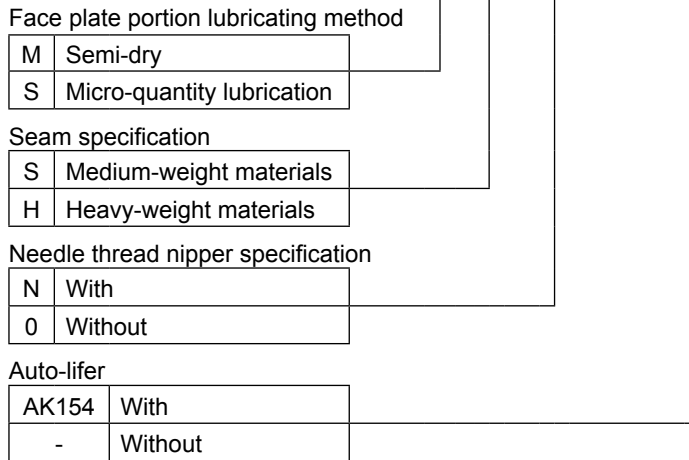 Face plate portion lubricating method
M Semi-dry
S Micro-quantity lubrication
Seam specification
S Medium-weight materials
H Heavy-weight materials
Needle thread nipper specification
N With
0 Without
Auto-lifer
AK154 With
- Without